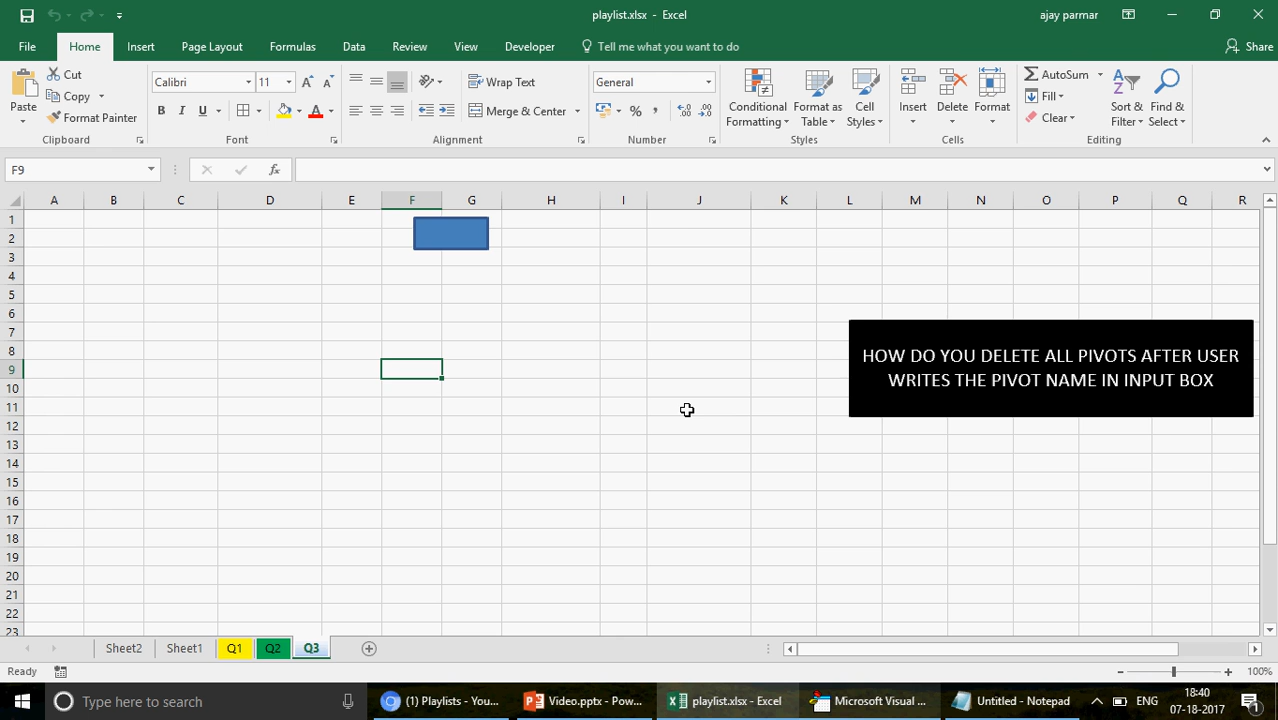 playlist.xlsx - Excel
ajay parmar
File Home Insert Page Layout Formulas Data Review View Developer Tell me what you want to do Share
Paste
Cut
Copy
Format Painter
Clipboard
Calibri 11
B I U
Font
Wrap Text
Merge & Center
Alignment
General
% ,
Number
Conditional Formatting
Format as Table
Cell Styles
Styles
Insert
Delete
Format
Cells
AutoSum
Fill
Clear
Sort & Filter
Find & Select
Editing
F9
fx
A B C D E F G H I J K L M N O P Q R
1
2
3
4
5
6
7
8
9
10
11
12
13
14
15
16
17
18
19
20
21
22
23
HOW DO YOU DELETE ALL PIVOTS AFTER USER
WRITES THE PIVOT NAME IN INPUT BOX
Sheet2 Sheet1 Q1 Q2 Q3
Ready
100%
Type here to search
(1) Playlists - You...
Video.pptx - Pow...
playlist.xlsx - Excel
Microsoft Visual ...
Untitled - Notepad
ENG
18:40
07-18-2017
1